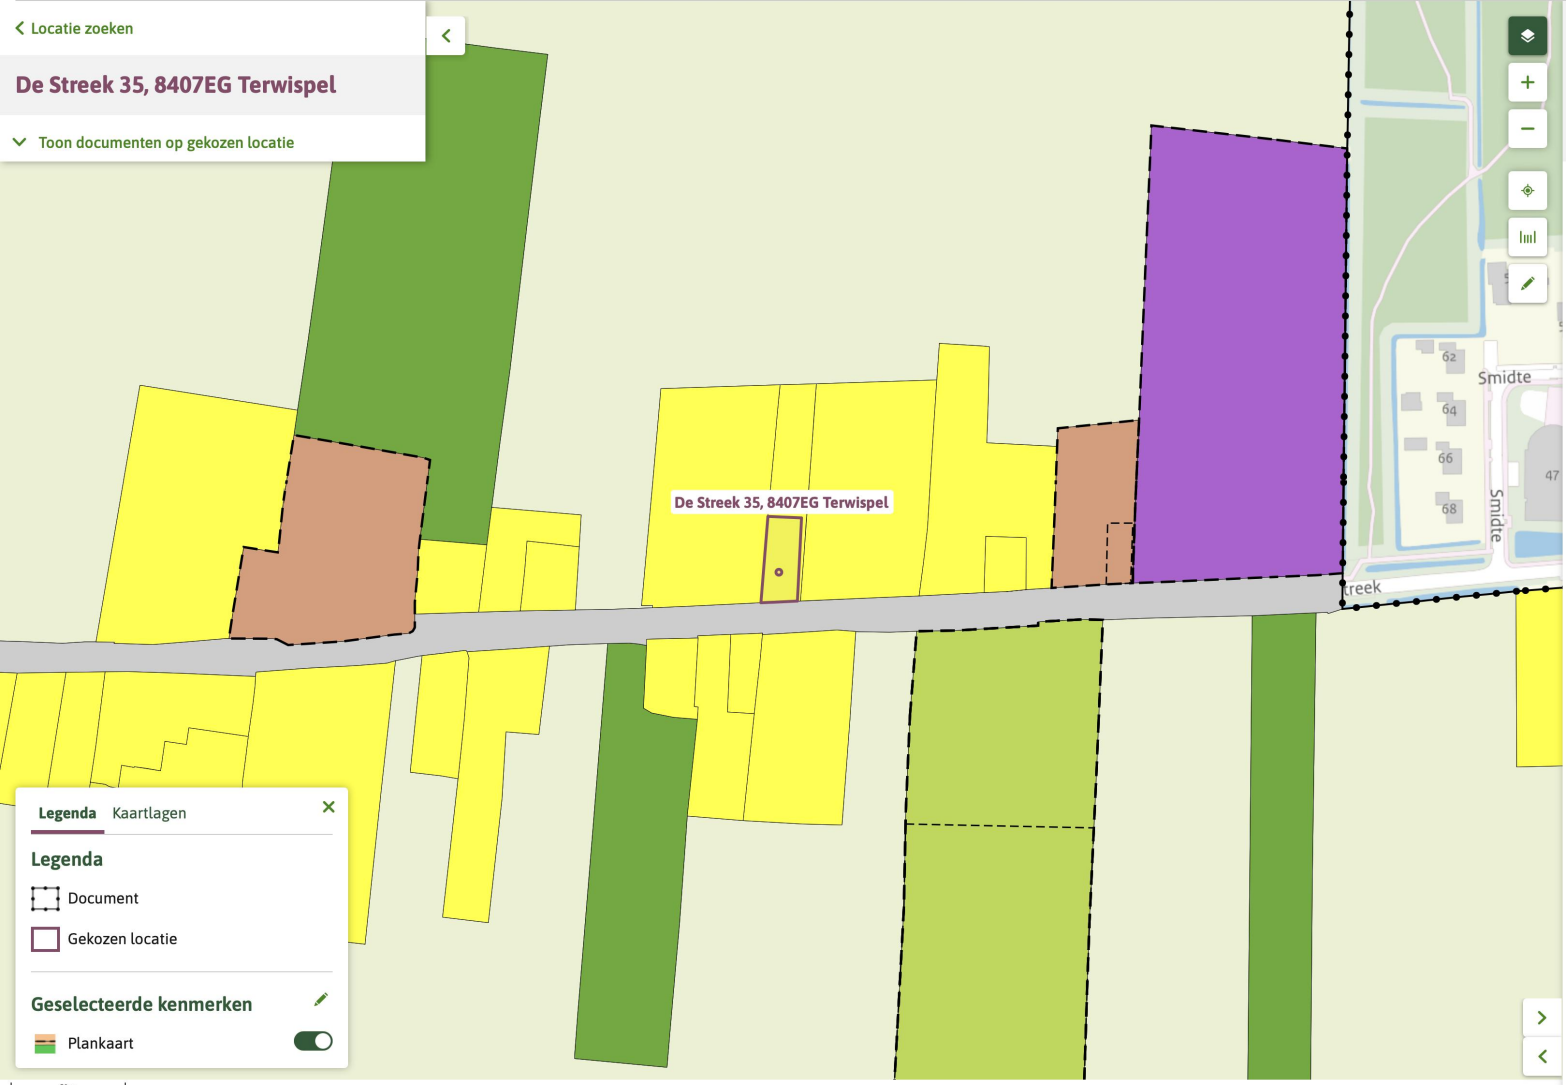 Locatie zoeken
De Streek 35, 8407EG Terwispel
Toon documenten op gekozen locatie
62
Smidte
64
66
47
68
Smidte
De Streek 35, 8407EG Terwispel
treek
Legenda Kaartlagen
Legenda
Document
Gekozen locatie
Geselecteerde kenmerken
Plankaart